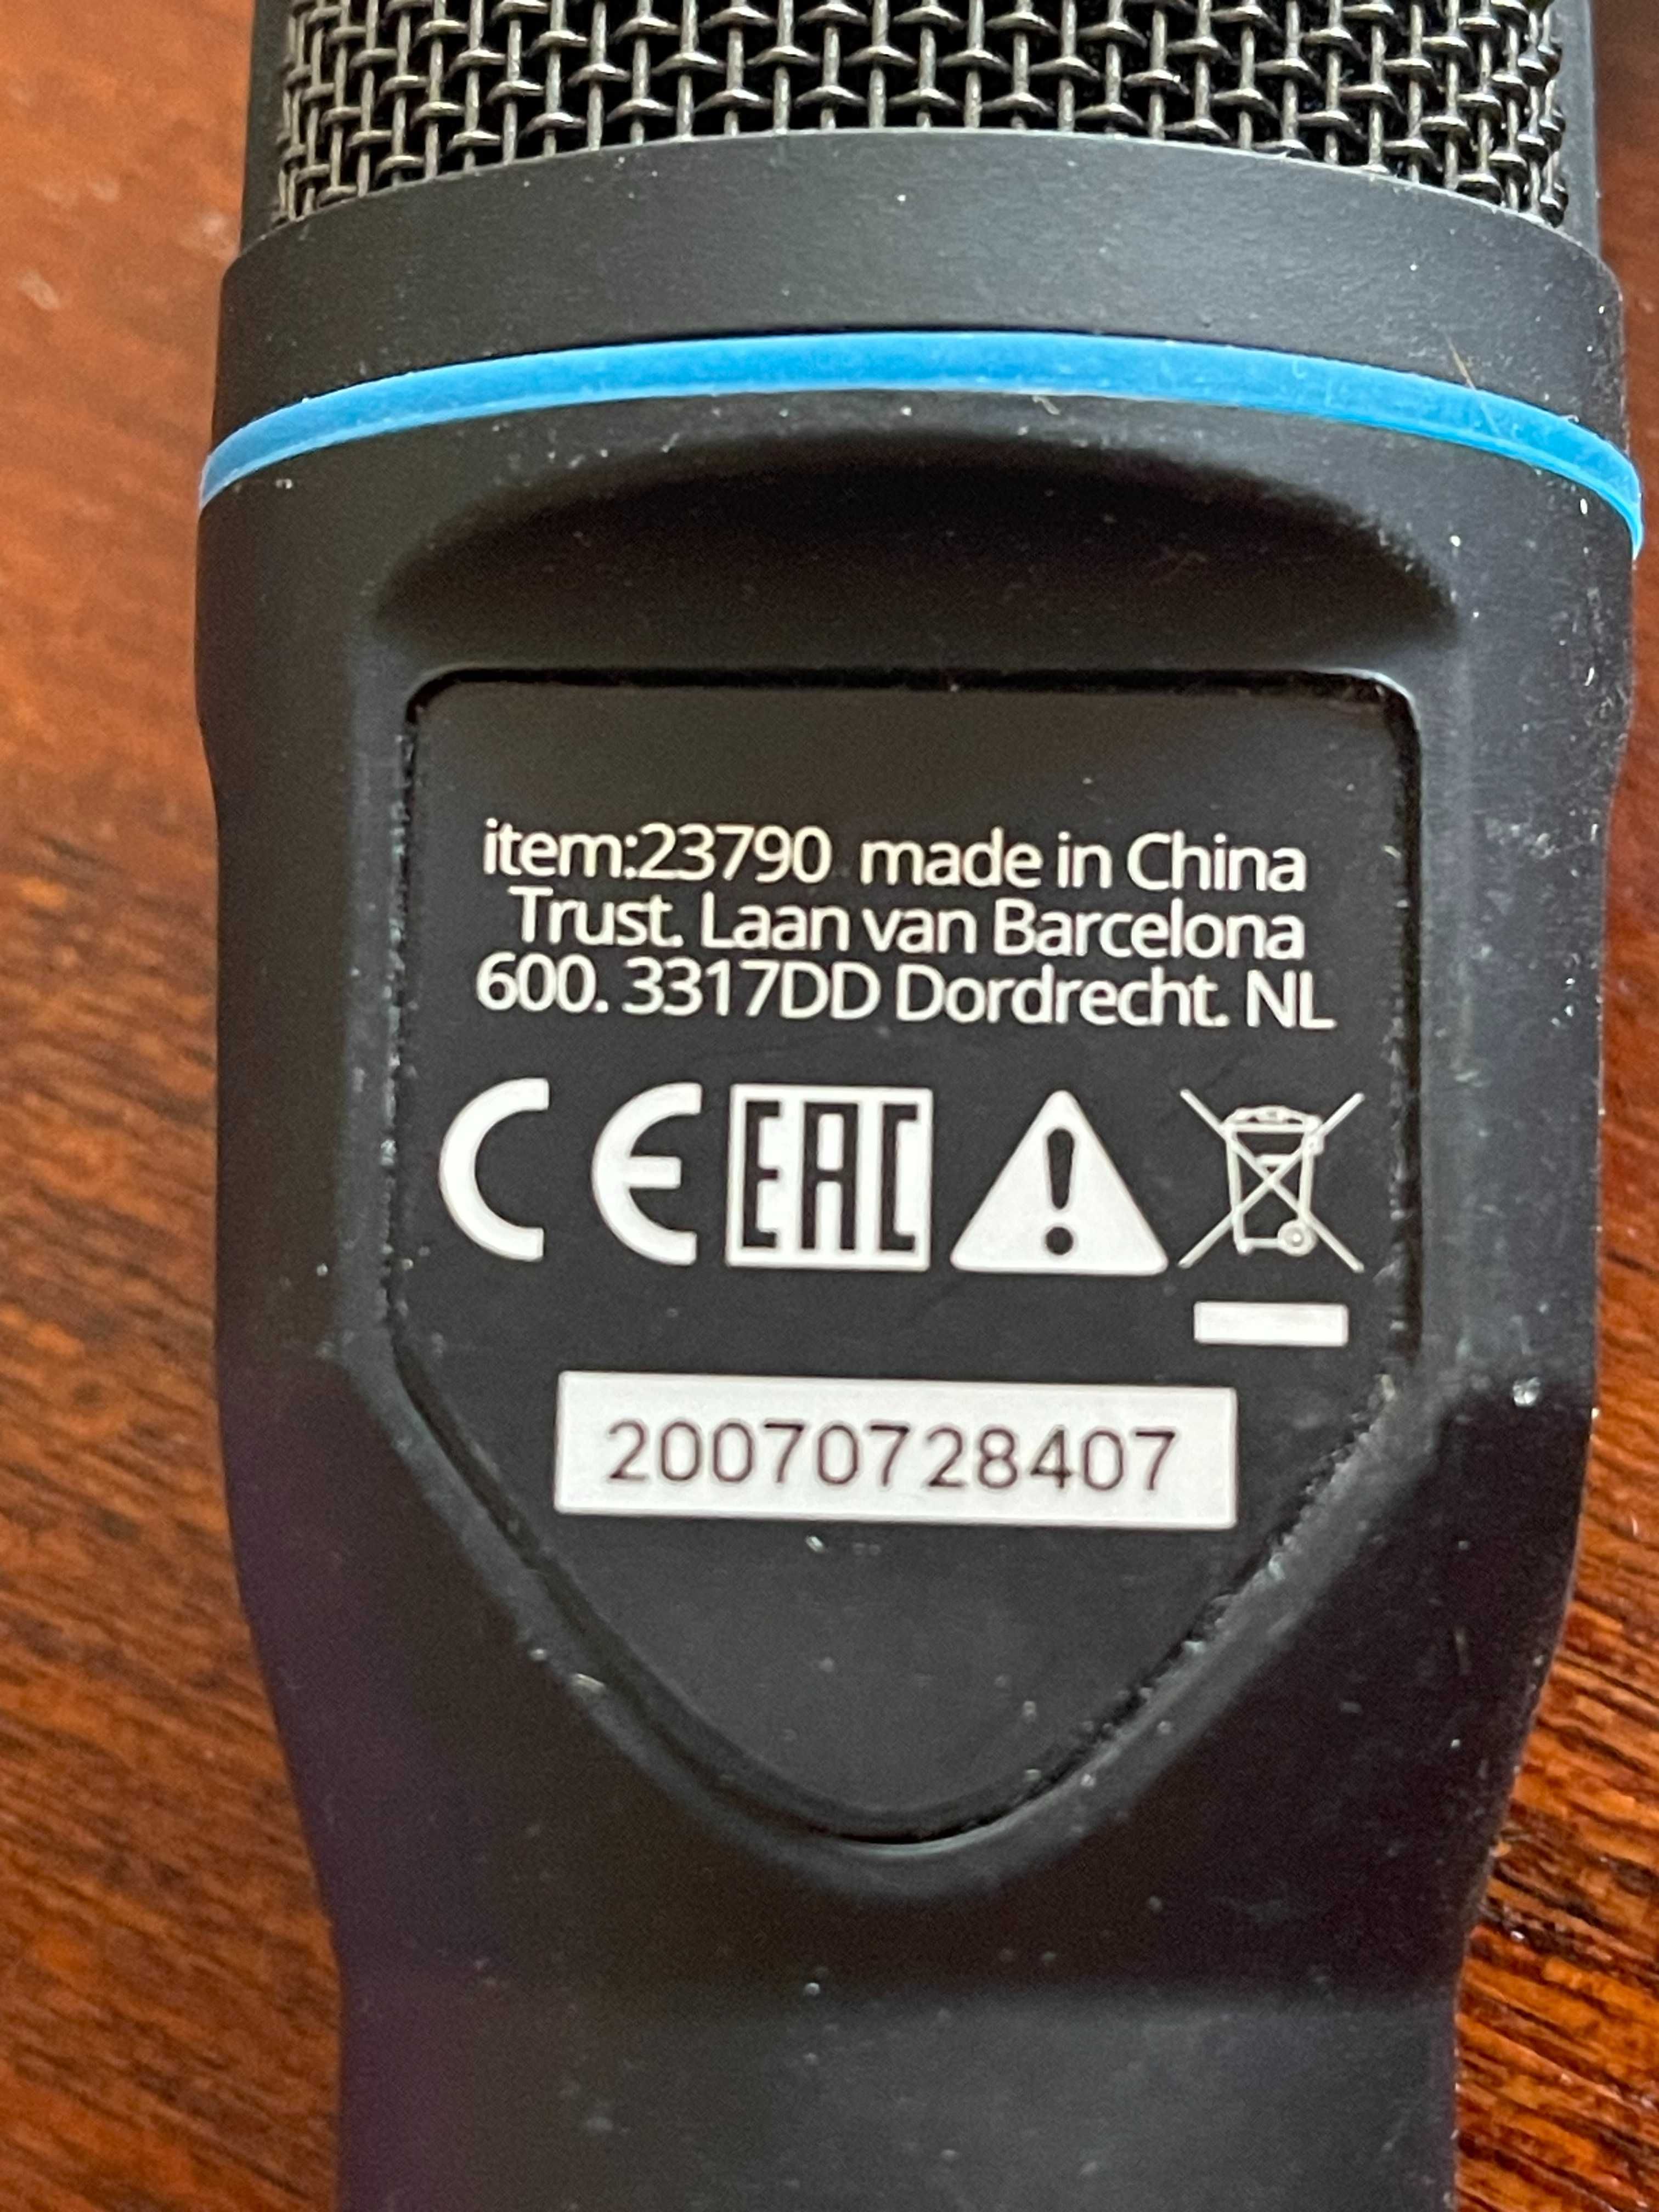 item:23790 made in China
Trust. Laan van Barcelona
600. 3317DD Dordrecht. NL
CE EAC
20070728407